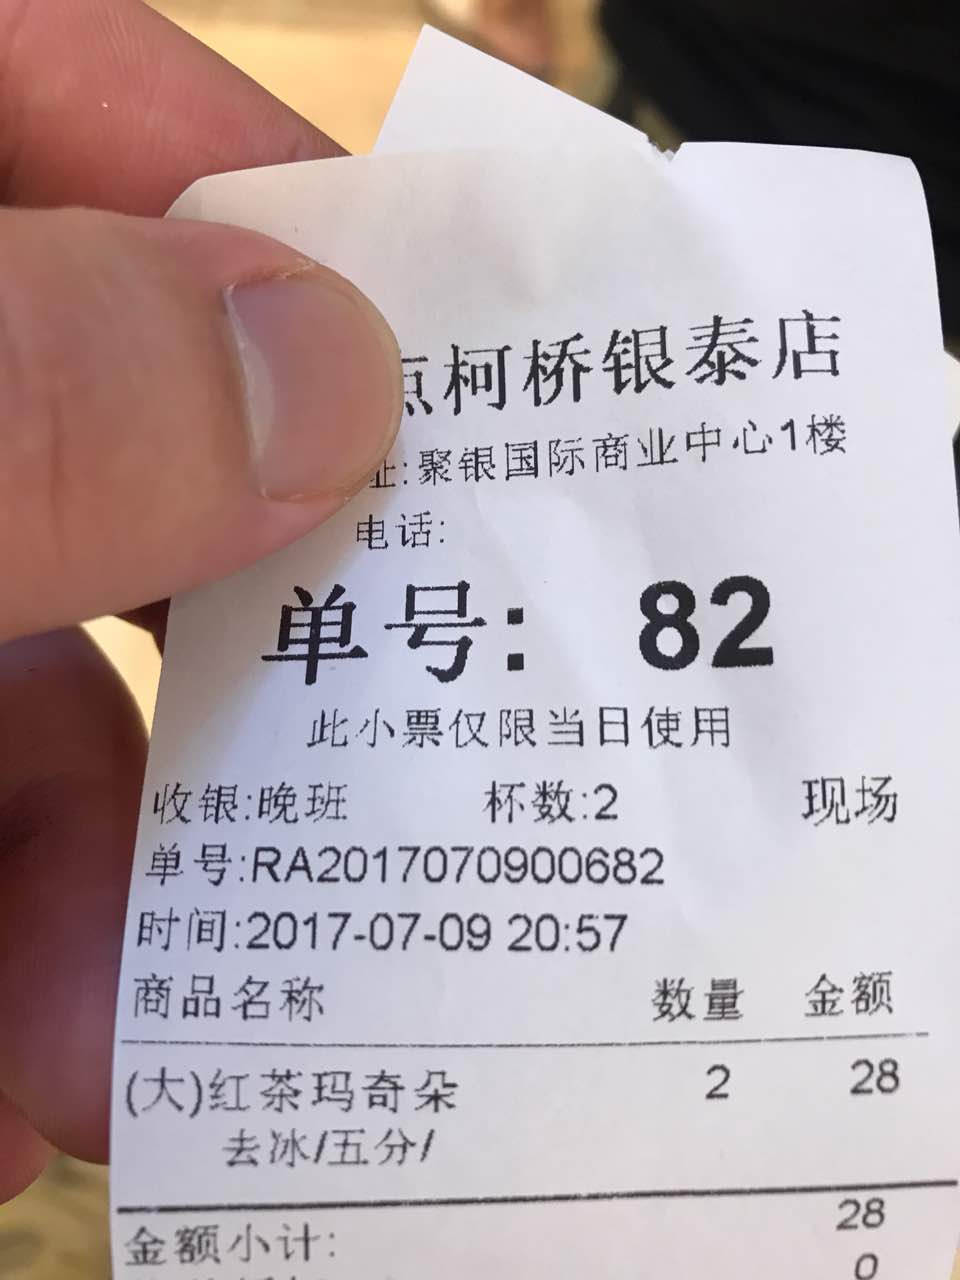 点柯桥银泰店
址:聚银国际商业中心1楼
电话:
单号: 82
此小票仅限当日使用
收银:晚班 杯数:2 现场
单号:RA2017070900682
时间:2017-07-09 20:57
商品名称 数量 金额
(大)红茶玛奇朵 2 28
去冰/五分/
金额小计: 28
0